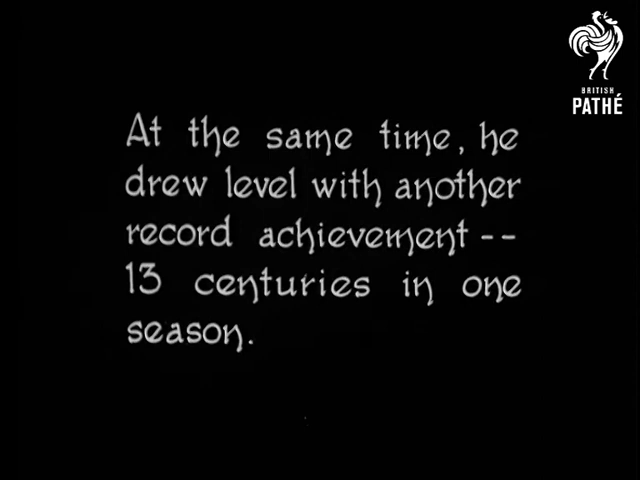 BRITISH
PATHÉ
At the same time, he
drew level with another
record achievement--
13 centuries in one
season.